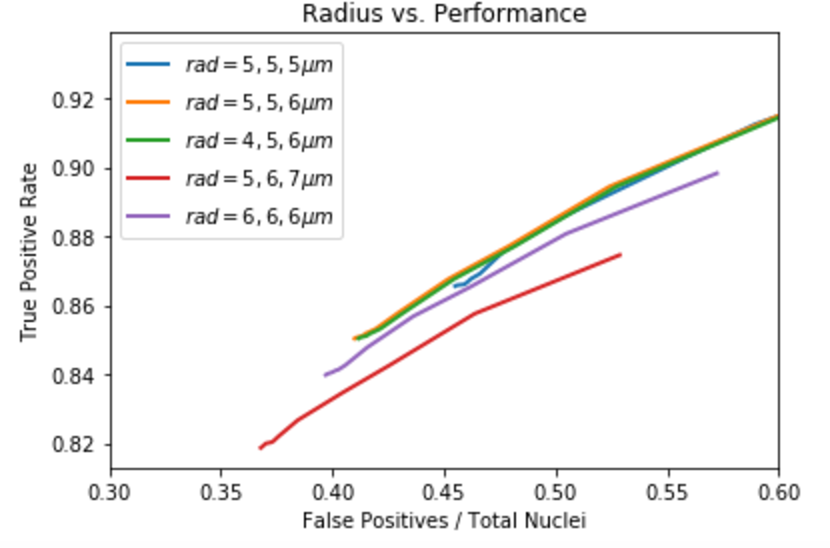 Radius vs. Performance
rad = 5, 5, 5μm
rad = 5, 5, 6μm
rad = 4, 5, 6μm
rad = 5, 6, 7μm
rad = 6, 6, 6μm
True Positive Rate
0.92
0.90
0.88
0.86
0.84
0.82
0.30 0.35 0.40 0.45 0.50 0.55 0.60
False Positives / Total Nuclei